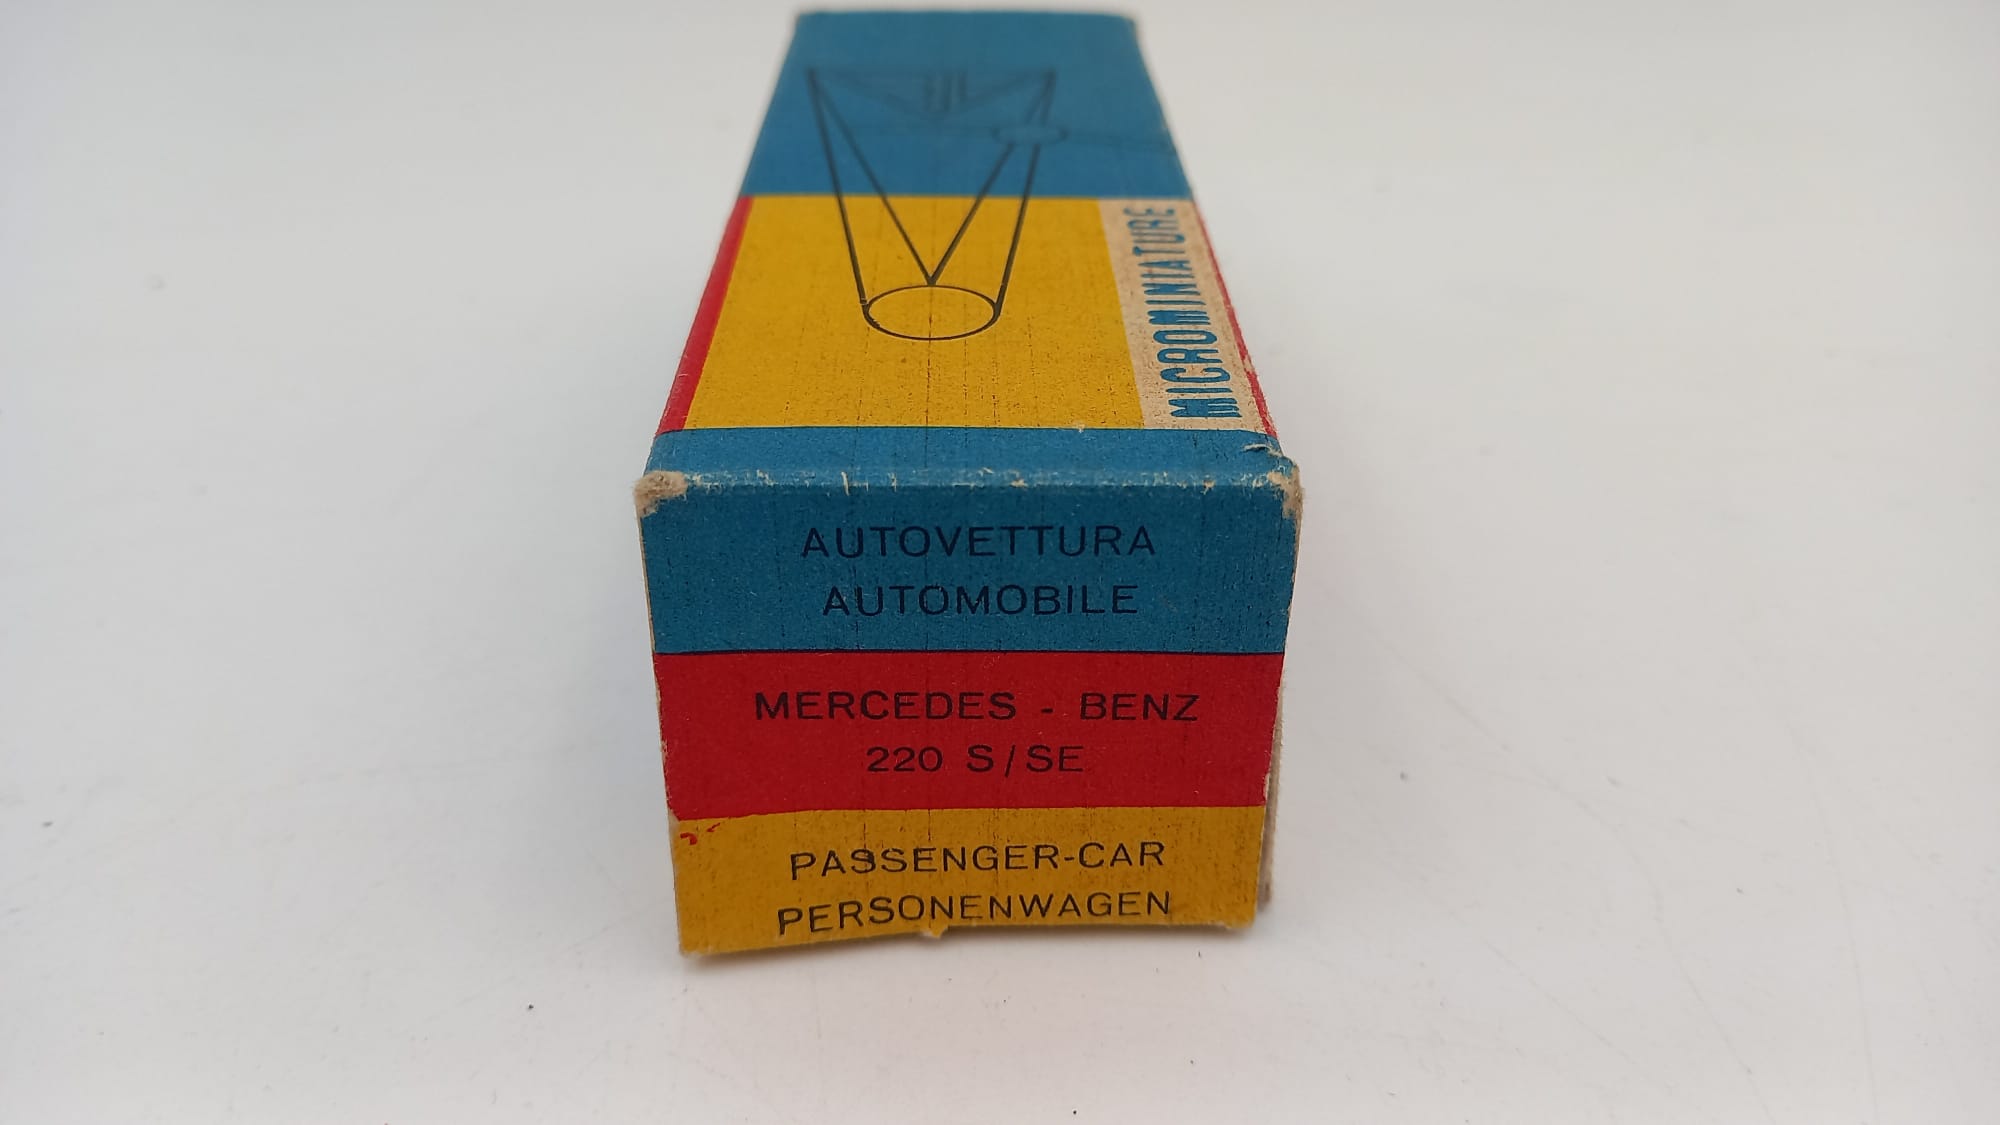 MICROMINIATURE
AUTOVETTURA
AUTOMOBILE
MERCEDES - BENZ
220 S/SE
PASSENGER-CAR
PERSONENWAGEN